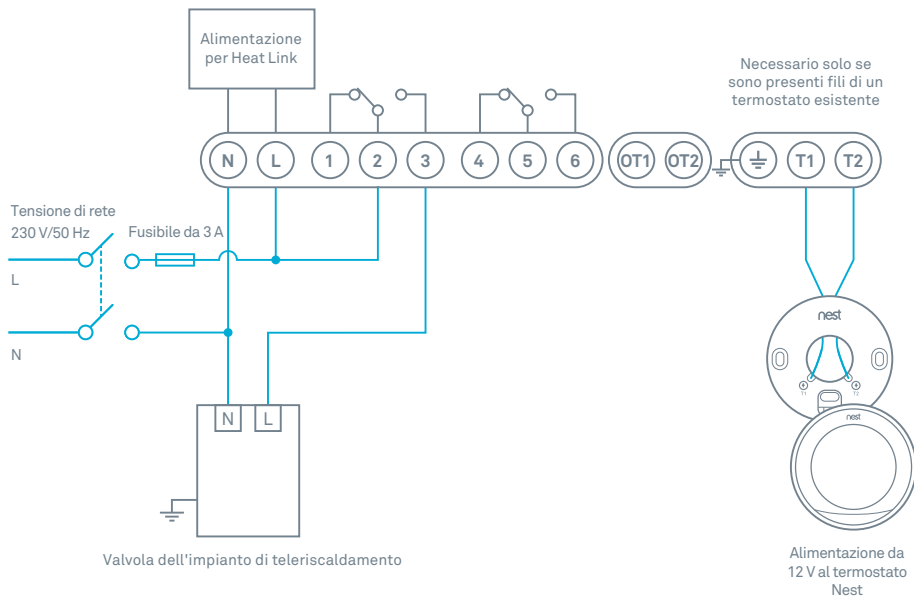 Alimentazione
per Heat Link
Necessario solo se
sono presenti fili di un
termostato esistente
N
L
1
2
3
4
5
6
OT1
OT2
T1
T2
Tensione di rete
230 V/50 Hz
Fusibile da 3 A
L
N
nest
T1
T2
nest
N
L
Valvola dell'impianto di teleriscaldamento
Alimentazione da
12 V al termostato
Nest